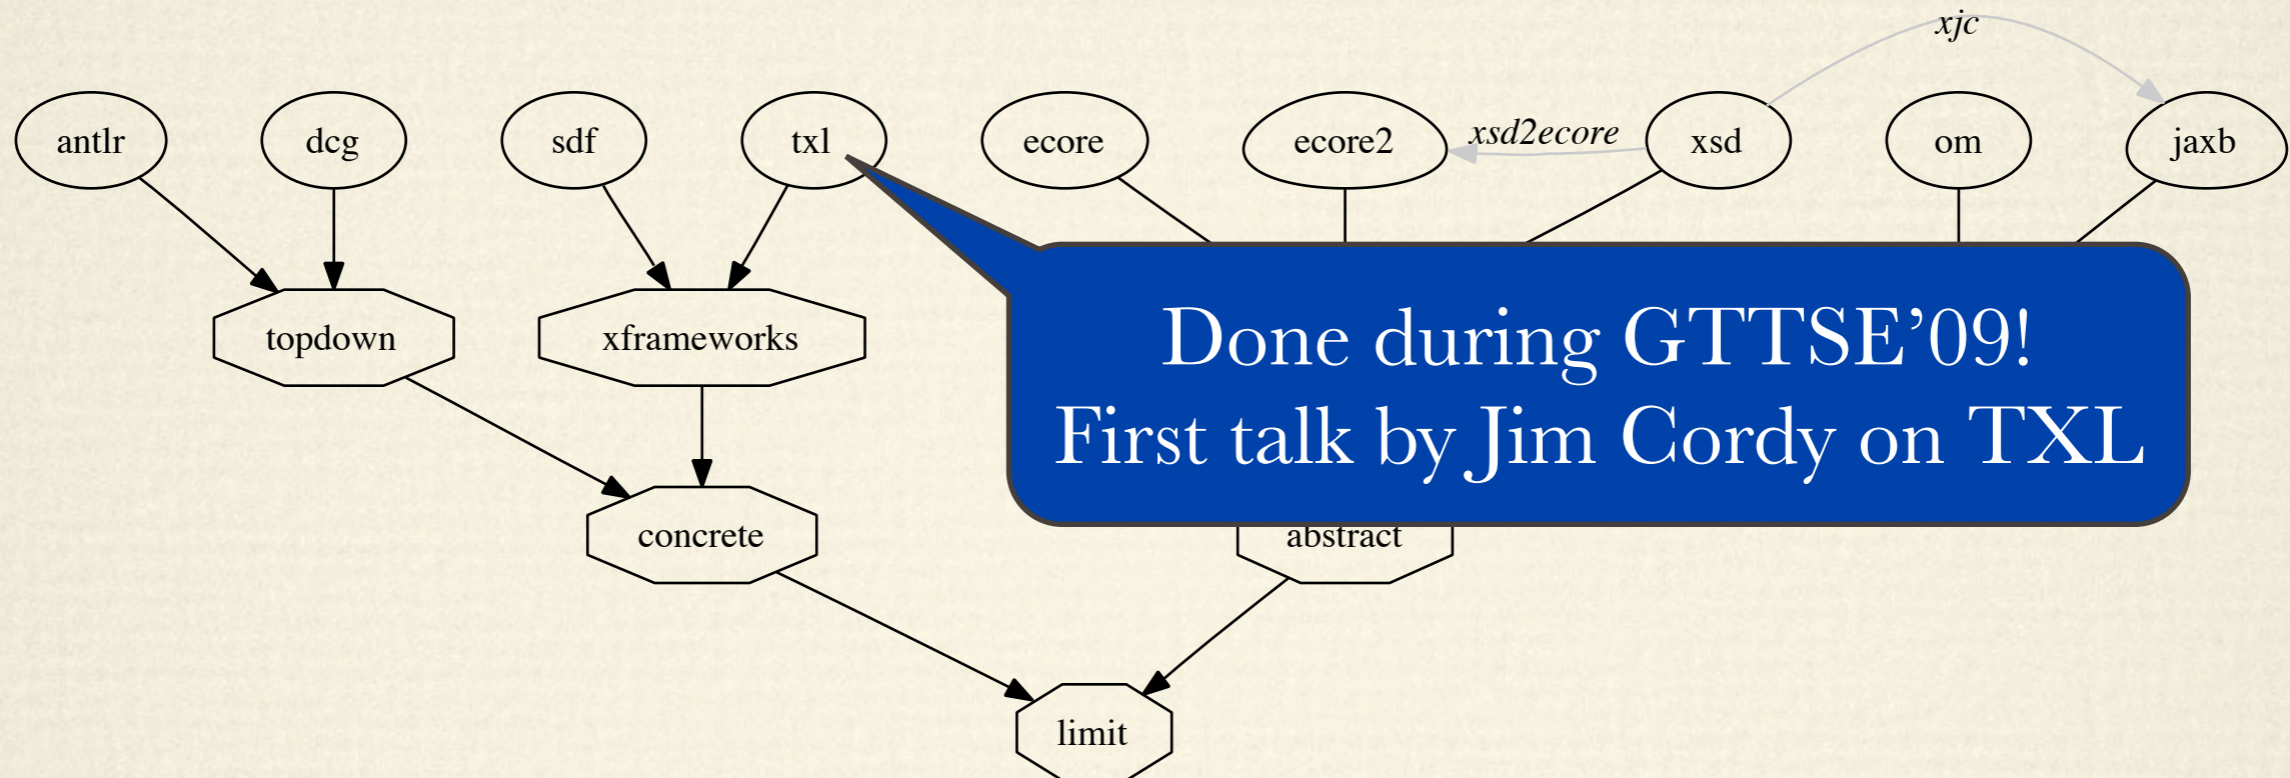 xjc
antlr
dcg
sdf
txl
ecore
ecore2
xsd2ecore
xsd
om
jaxb
topdown
xframeworks
Done during GTTSE’09!
First talk by Jim Cordy on TXL
concrete
abstract
limit